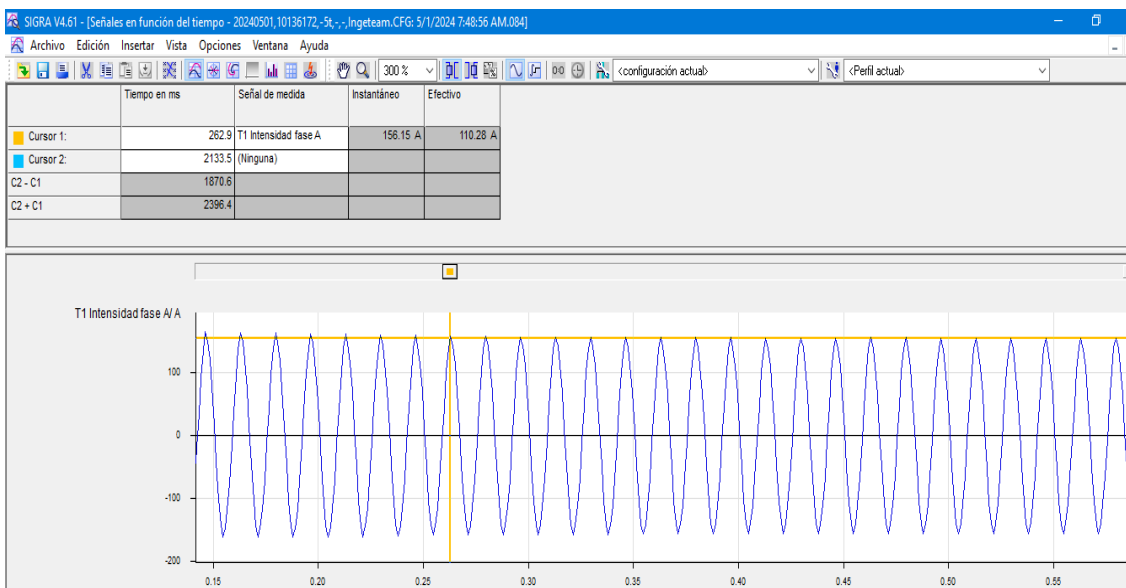 SIGRA V4.61 - [Señales en función del tiempo - 20240501,10136172,-5t,-,-,Ingeteam.CFG: 5/1/2024 7:48:56 AM.084]
Archivo Edición Insertar Vista Opciones Ventana Ayuda
300 % <configuración actual> <Perfil actual>
Tiempo en ms Señal de medida Instantáneo Efectivo
Cursor 1: 262.9 T1 Intensidad fase A 156.15 A 110.28 A
Cursor 2: 2133.5 (Ninguna)
C2 - C1 1870.6
C2 + C1 2396.4
T1 Intensidad fase A/ A
100
0
-100
-200
0.15 0.20 0.25 0.30 0.35 0.40 0.45 0.50 0.55